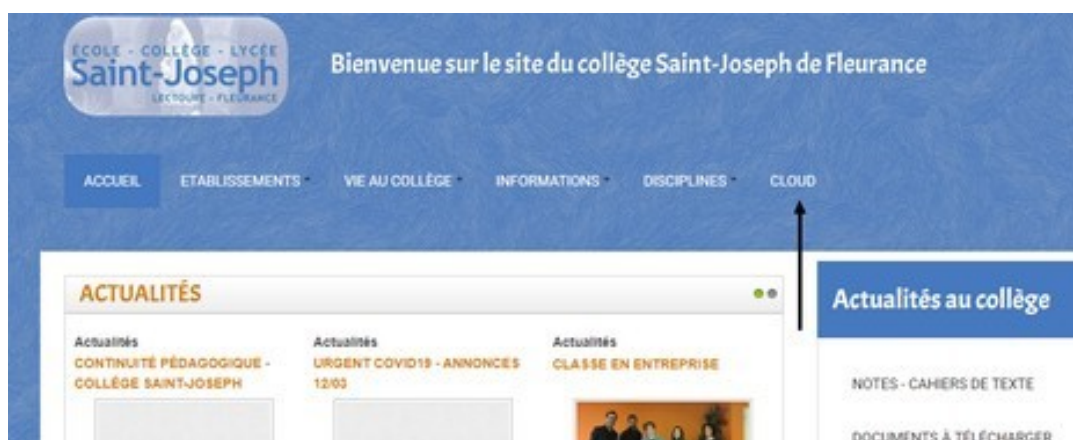 ÉCOLE - COLLÈGE - LYCÉE
Saint-Joseph
LECTOURE - FLEURANCE
Bienvenue sur le site du collège Saint-Joseph de Fleurance
ACCUEIL ETABLISSEMENTS VIE AU COLLÈGE INFORMATIONS DISCIPLINES CLOUD
ACTUALITÉS
Actualités
CONTINUITÉ PÉDAGOGIQUE -
COLLÈGE SAINT-JOSEPH
Actualités
URGENT COVID19 - ANNONCES
12/03
Actualités
CLASSE EN ENTREPRISE
Actualités au collège
NOTES - CAHIERS DE TEXTE
DOCUMENTS À TÉLÉCHARGER